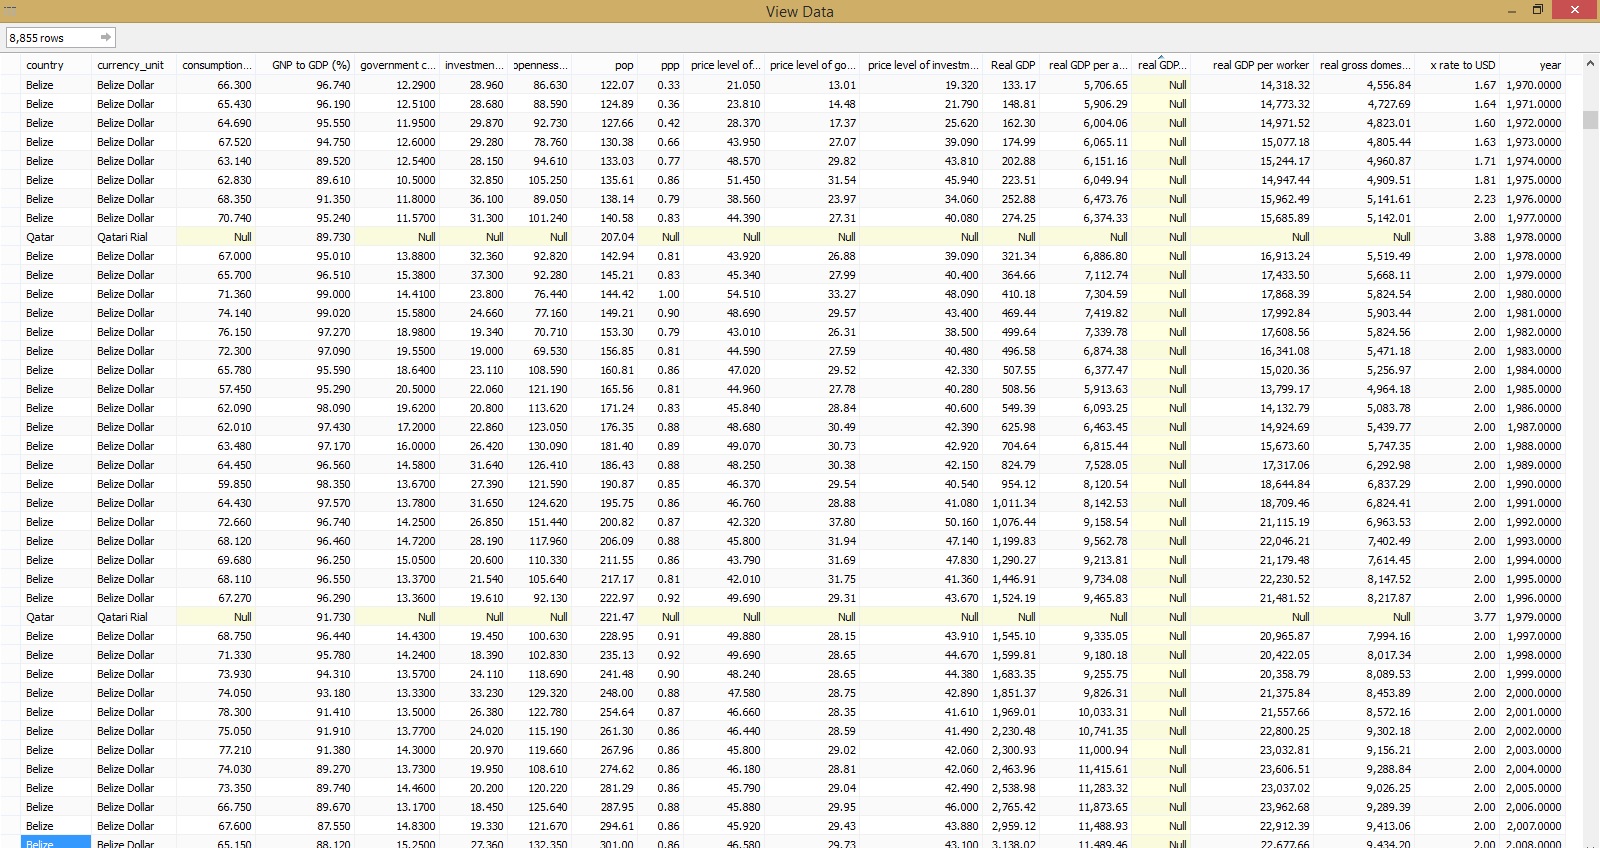 View Data
8,855 rows
country currency_unit consumption... GNP to GDP (%) government c... investmen... openness... pop ppp price level of... price level of go... price level of investm... Real GDP real GDP per a... real GDP... real GDP per worker real gross domes... x rate to USD year
Belize Belize Dollar 66.300 96.740 12.2900 28.960 86.630 122.07 0.33 21.050 13.01 19.320 133.17 5,706.65 Null 14,318.32 4,556.84 1.67 1,970.0000
Belize Belize Dollar 65.430 96.190 12.5100 28.680 88.590 124.89 0.36 23.810 14.48 21.790 148.81 5,906.29 Null 14,773.32 4,727.69 1.64 1,971.0000
Belize Belize Dollar 64.690 95.550 11.9500 29.870 92.730 127.66 0.42 28.370 17.37 25.620 162.30 6,004.06 Null 14,971.52 4,823.01 1.60 1,972.0000
Belize Belize Dollar 67.520 94.750 12.6000 29.280 78.760 130.38 0.66 43.950 27.07 39.090 174.99 6,065.11 Null 15,077.18 4,805.44 1.63 1,973.0000
Belize Belize Dollar 63.140 89.520 12.5400 28.150 94.610 133.03 0.77 48.570 29.82 43.810 202.88 6,151.16 Null 15,244.17 4,960.87 1.71 1,974.0000
Belize Belize Dollar 62.830 89.610 10.5000 32.850 105.250 135.61 0.86 51.450 31.54 45.940 223.51 6,049.94 Null 14,947.44 4,909.51 1.81 1,975.0000
Belize Belize Dollar 68.350 91.350 11.8000 36.100 89.050 138.14 0.79 38.560 23.97 34.060 252.88 6,473.76 Null 15,962.49 5,141.61 2.23 1,976.0000
Belize Belize Dollar 70.740 95.240 11.5700 31.300 101.240 140.58 0.83 44.390 27.31 40.080 274.25 6,374.33 Null 15,685.89 5,142.01 2.00 1,977.0000
Qatar Qatari Rial Null 89.730 Null Null Null 207.04 Null Null Null Null Null Null Null Null Null 3.88 1,978.0000
Belize Belize Dollar 67.000 95.010 13.8800 32.360 92.820 142.94 0.81 43.920 26.88 39.090 321.34 6,886.80 Null 16,913.24 5,519.49 2.00 1,978.0000
Belize Belize Dollar 65.700 96.510 15.3800 37.300 92.280 145.21 0.83 45.340 27.99 40.400 364.66 7,112.74 Null 17,433.50 5,668.11 2.00 1,979.0000
Belize Belize Dollar 71.360 99.000 14.4100 23.800 76.440 144.42 1.00 54.510 33.27 48.090 410.18 7,304.59 Null 17,868.39 5,824.54 2.00 1,980.0000
Belize Belize Dollar 74.140 99.020 15.5800 24.660 77.160 149.21 0.90 48.690 29.57 43.400 469.44 7,419.82 Null 17,992.84 5,903.44 2.00 1,981.0000
Belize Belize Dollar 76.150 97.270 18.9800 19.340 70.710 153.30 0.79 43.010 26.31 38.500 499.64 7,339.78 Null 17,608.56 5,824.56 2.00 1,982.0000
Belize Belize Dollar 72.300 97.090 19.5500 19.000 69.530 156.85 0.81 44.590 27.59 40.480 496.58 6,874.38 Null 16,341.08 5,471.18 2.00 1,983.0000
Belize Belize Dollar 65.780 95.590 18.6400 23.110 108.590 160.81 0.86 47.020 29.52 42.330 507.55 6,377.47 Null 15,020.36 5,256.97 2.00 1,984.0000
Belize Belize Dollar 57.450 95.290 20.5000 22.060 121.190 165.56 0.81 44.960 27.78 40.280 508.56 5,913.63 Null 13,799.17 4,964.18 2.00 1,985.0000
Belize Belize Dollar 62.090 98.090 19.6200 20.800 113.620 171.24 0.83 45.840 28.84 40.600 549.39 6,093.25 Null 14,132.79 5,083.78 2.00 1,986.0000
Belize Belize Dollar 62.010 97.430 17.2000 22.860 123.050 176.35 0.88 48.680 30.49 42.390 625.98 6,463.45 Null 14,924.69 5,439.77 2.00 1,987.0000
Belize Belize Dollar 63.480 97.170 16.0000 26.420 130.090 181.40 0.89 49.070 30.73 42.920 704.64 6,815.44 Null 15,673.60 5,747.35 2.00 1,988.0000
Belize Belize Dollar 64.450 96.560 14.5800 31.640 126.410 186.43 0.88 48.250 30.38 42.150 824.79 7,528.05 Null 17,317.06 6,292.98 2.00 1,989.0000
Belize Belize Dollar 59.850 98.350 13.6700 27.390 121.590 190.87 0.85 46.370 29.54 40.540 954.12 8,120.54 Null 18,644.84 6,837.29 2.00 1,990.0000
Belize Belize Dollar 64.430 97.570 13.7800 31.650 124.620 195.75 0.86 46.760 28.88 41.080 1,011.34 8,142.53 Null 18,709.46 6,824.41 2.00 1,991.0000
Belize Belize Dollar 72.660 96.740 14.2500 26.850 151.440 200.82 0.87 42.320 37.80 50.160 1,076.44 9,158.54 Null 21,115.19 6,963.53 2.00 1,992.0000
Belize Belize Dollar 68.120 96.460 14.7200 28.190 117.960 206.09 0.88 45.800 31.94 47.140 1,199.83 9,562.78 Null 22,046.21 7,402.49 2.00 1,993.0000
Belize Belize Dollar 69.680 96.250 15.0500 20.600 110.330 211.55 0.86 43.790 31.69 47.830 1,290.27 9,213.81 Null 21,179.48 7,614.45 2.00 1,994.0000
Belize Belize Dollar 68.110 96.550 13.3700 21.540 105.640 217.17 0.81 42.010 31.75 41.360 1,446.91 9,734.08 Null 22,230.52 8,147.52 2.00 1,995.0000
Belize Belize Dollar 67.270 96.290 13.3600 19.610 92.130 222.97 0.92 49.690 29.31 43.670 1,524.19 9,465.83 Null 21,481.52 8,217.87 2.00 1,996.0000
Qatar Qatari Rial Null 91.730 Null Null Null 221.47 Null Null Null Null Null Null Null Null Null 3.77 1,979.0000
Belize Belize Dollar 68.750 96.440 14.4300 19.450 100.630 228.95 0.91 49.880 28.15 43.910 1,545.10 9,335.05 Null 20,965.87 7,994.16 2.00 1,997.0000
Belize Belize Dollar 71.330 95.780 14.2400 18.390 102.830 235.13 0.92 49.690 28.65 44.670 1,599.81 9,180.18 Null 20,422.05 8,017.34 2.00 1,998.0000
Belize Belize Dollar 73.930 94.310 13.5700 24.110 118.690 241.48 0.90 48.240 28.65 44.380 1,683.35 9,255.75 Null 20,358.79 8,089.53 2.00 1,999.0000
Belize Belize Dollar 74.050 93.180 13.3300 33.230 129.320 248.00 0.88 47.580 28.75 42.890 1,851.37 9,826.31 Null 21,375.84 8,453.89 2.00 2,000.0000
Belize Belize Dollar 78.300 91.410 13.5000 26.380 122.780 254.64 0.87 46.660 28.35 41.610 1,969.01 10,033.31 Null 21,557.66 8,572.16 2.00 2,001.0000
Belize Belize Dollar 75.050 91.910 13.7700 24.020 115.190 261.30 0.86 46.440 28.59 41.490 2,230.48 10,741.35 Null 22,800.25 9,302.18 2.00 2,002.0000
Belize Belize Dollar 77.210 91.380 14.3000 20.970 119.660 267.96 0.86 45.800 29.02 42.060 2,300.93 11,000.94 Null 23,032.81 9,156.21 2.00 2,003.0000
Belize Belize Dollar 74.030 89.270 13.7300 19.950 108.610 274.62 0.86 46.180 28.81 42.060 2,463.96 11,415.61 Null 23,606.51 9,288.84 2.00 2,004.0000
Belize Belize Dollar 73.350 89.740 14.4600 20.200 120.220 281.29 0.86 45.790 29.04 42.490 2,538.98 11,283.32 Null 23,037.02 9,026.25 2.00 2,005.0000
Belize Belize Dollar 66.750 89.670 13.1700 18.450 125.640 287.95 0.88 45.880 29.95 46.000 2,765.42 11,873.65 Null 23,962.68 9,289.39 2.00 2,006.0000
Belize Belize Dollar 67.600 87.550 14.8300 19.330 121.670 294.61 0.86 45.920 29.43 43.880 2,959.12 11,488.93 Null 22,912.39 9,413.06 2.00 2,007.0000
Belize Belize Dollar 65.150 88.120 15.2500 27.360 132.350 301.00 0.86 46.580 29.73 43.100 3,138.02 11,489.46 Null 22,677.66 9,434.20 2.00 2,008.0000